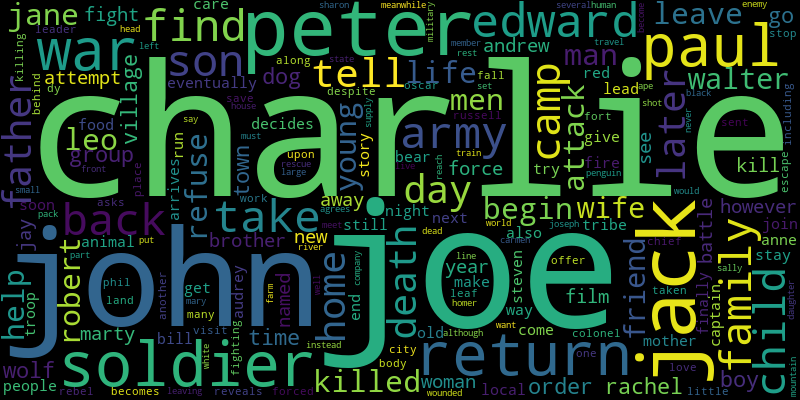 jane fight care find peter edward leave go
war son tell life andrew man paul walter
attempt village eventually dog
charlie
father leo food group men army camp attack later kill
decides young story bear force try give see
refuse town run away day begin wife however
soon back take night next also tribe join
jay animal brother new still anne stay
john joe jack
help robert troop phil land get many named home death year make steven way film friend family child
marty time audrey end old come colonel mother captain boy
wolf people soldier bill visit killed city body woman return local order rachel
rebel becomes leaving reveals forced wounded little
killing leader head left behind
along despite oscar fall set red lead
military member rest russell supply
sharon meanwhile several human travel become enemy stop
ape shot black never including sent escape
fort fire penguin would
save house state say must upon rescue train reach
arrives work asks place front large live
small pack part put another mary
agrees meet river dead world carmen joseph
line leaf homer offer chief taken
farm company well instead although want one
fighting white love sally finally battle daughter mountain
dy